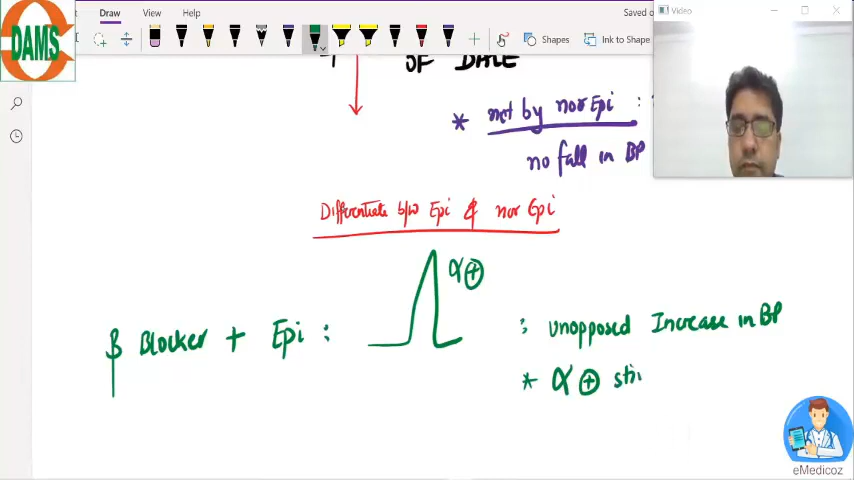 DAMS
Draw View Help Saved o
Video
Shapes Ink to Shape
OF DALE
* not by nor Epi :
no fall in BP
Differentiate b/w Epi & nor Epi
α⊕
β Blocker + Epi : ; unopposed Increase in BP
* α ⊕ sti
eMedicoz